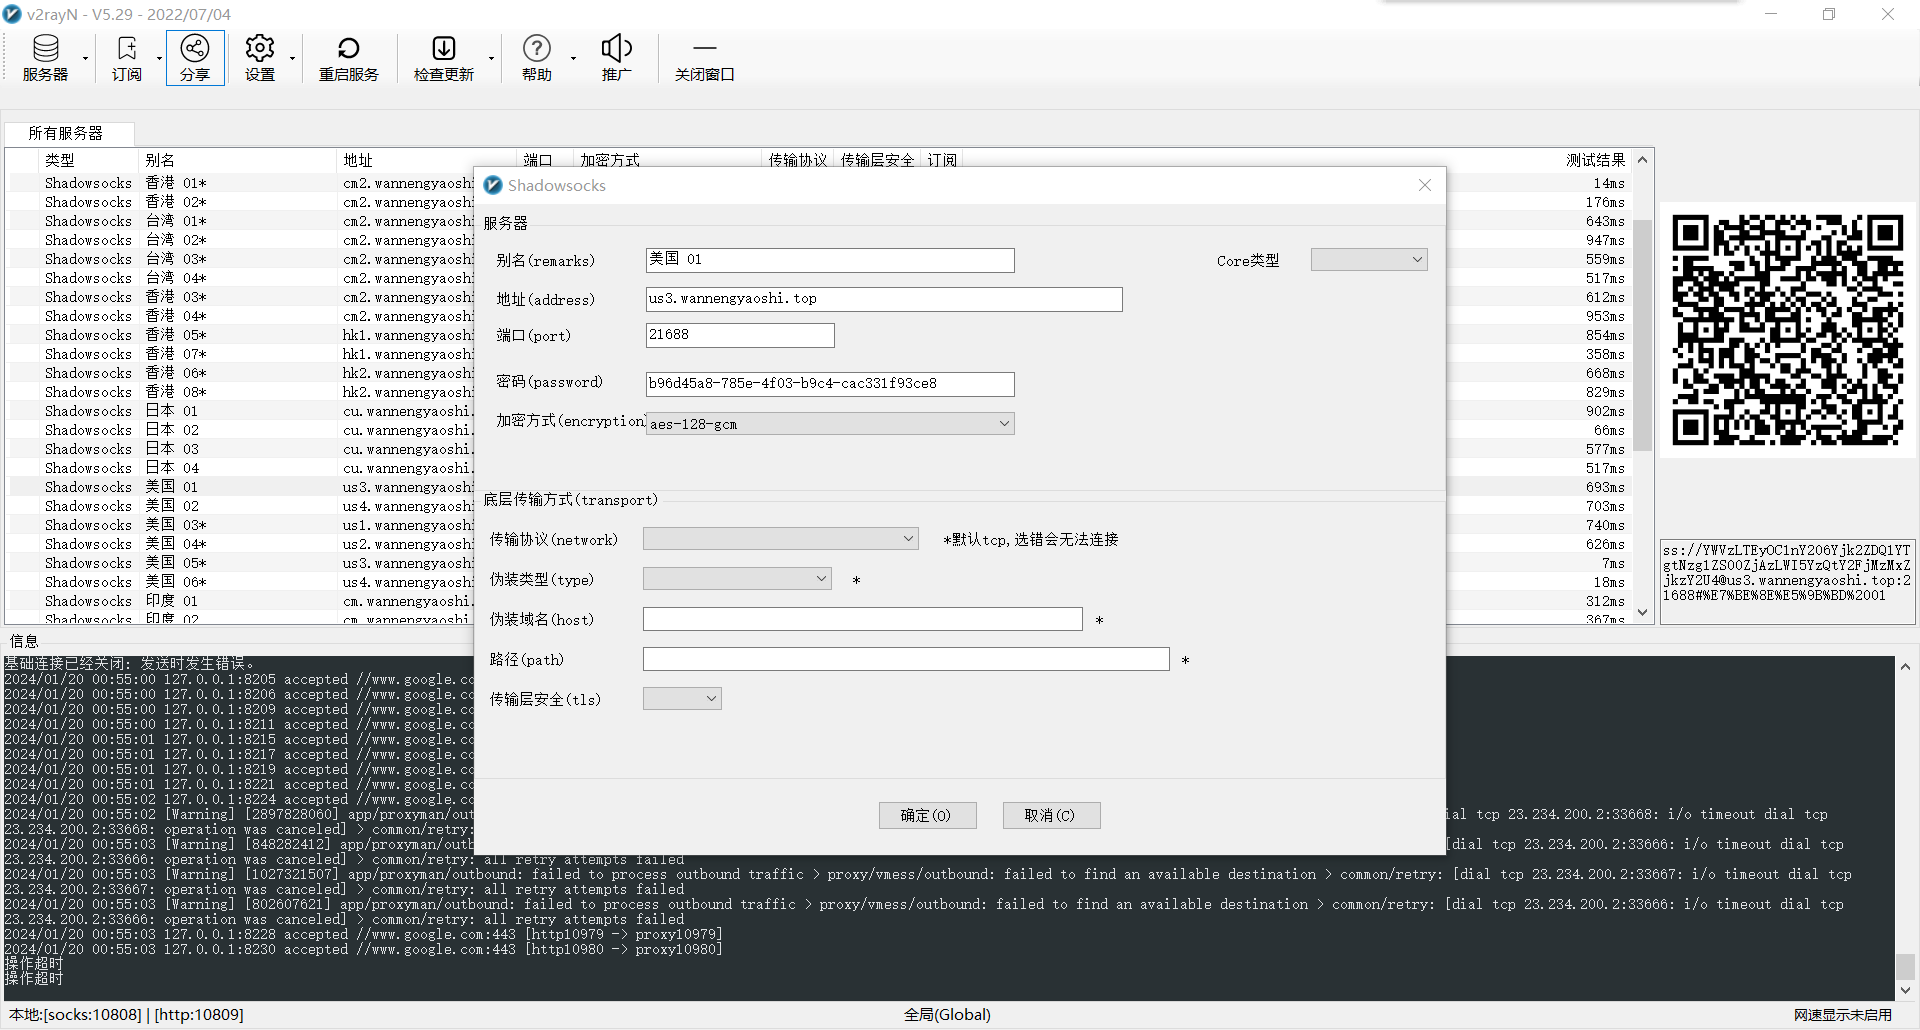 v2rayN - V5.29 - 2022/07/04
服务器
订阅
分享
设置
重启服务
检查更新
帮助
推广
关闭窗口
所有服务器
类型 别名 地址 端口 加密方式 传输协议 传输层安全 订阅 测试结果
Shadowsocks 香港 01* cm2.wannengyaoshi 14ms
Shadowsocks 香港 02* cm2.wannengyaoshi 176ms
Shadowsocks 台湾 01* cm2.wannengyaoshi 643ms
Shadowsocks 台湾 02* cm2.wannengyaoshi 947ms
Shadowsocks 台湾 03* cm2.wannengyaoshi 559ms
Shadowsocks 台湾 04* cm2.wannengyaoshi 517ms
Shadowsocks 香港 03* cm2.wannengyaoshi 612ms
Shadowsocks 香港 04* cm2.wannengyaoshi 953ms
Shadowsocks 香港 05* hk1.wannengyaoshi 854ms
Shadowsocks 香港 07* hk1.wannengyaoshi 358ms
Shadowsocks 香港 06* hk2.wannengyaoshi 668ms
Shadowsocks 香港 08* hk2.wannengyaoshi 829ms
Shadowsocks 日本 01 cu.wannengyaoshi. 902ms
Shadowsocks 日本 02 cu.wannengyaoshi. 66ms
Shadowsocks 日本 03 cu.wannengyaoshi. 577ms
Shadowsocks 日本 04 cu.wannengyaoshi. 517ms
Shadowsocks 美国 01 us3.wannengyaoshi 693ms
Shadowsocks 美国 02 us4.wannengyaoshi 703ms
Shadowsocks 美国 03* us1.wannengyaoshi 740ms
Shadowsocks 美国 04* us2.wannengyaoshi 626ms
Shadowsocks 美国 05* us3.wannengyaoshi 7ms
Shadowsocks 美国 06* us4.wannengyaoshi 18ms
Shadowsocks 印度 01 cm.wannengyaoshi. 312ms
Shadowsocks 印度 02 cm.wannengyaoshi. 367ms
Shadowsocks
服务器
别名(remarks) 美国 01 Core类型
地址(address) us3.wannengyaoshi.top
端口(port) 21688
密码(password) b96d45a8-785e-4f03-b9c4-cac331f93ce8
加密方式(encryption) aes-128-gcm
底层传输方式(transport)
传输协议(network) *默认tcp,选错会无法连接
伪装类型(type) *
伪装域名(host) *
路径(path) *
传输层安全(tls)
确定(O) 取消(C)
ss://YWVzLTEyOC1nY206Yjk2ZDQ1YT
gtNzg1ZS00ZjAzLWI5YzQtY2FjMzMxZ
jkzY2U4@us3.wannengyaoshi.top:2
1688#%E7%BE%8E%E5%9B%BD%2001
信息
基础连接已经关闭: 发送时发生错误。
2024/01/20 00:55:00 127.0.0.1:8205 accepted //www.google.co
2024/01/20 00:55:00 127.0.0.1:8206 accepted //www.google.co
2024/01/20 00:55:00 127.0.0.1:8209 accepted //www.google.co
2024/01/20 00:55:00 127.0.0.1:8211 accepted //www.google.co
2024/01/20 00:55:01 127.0.0.1:8215 accepted //www.google.co
2024/01/20 00:55:01 127.0.0.1:8217 accepted //www.google.co
2024/01/20 00:55:01 127.0.0.1:8219 accepted //www.google.co
2024/01/20 00:55:01 127.0.0.1:8221 accepted //www.google.co
2024/01/20 00:55:02 127.0.0.1:8224 accepted //www.google.co
2024/01/20 00:55:02 [Warning] [2897828060] app/proxyman/out ial tcp 23.234.200.2:33668: i/o timeout dial tcp
23.234.200.2:33668: operation was canceled] > common/retry:
2024/01/20 00:55:03 [Warning] [848282412] app/proxyman/outb [dial tcp 23.234.200.2:33666: i/o timeout dial tcp
23.234.200.2:33666: operation was canceled] > common/retry: all retry attempts failed
2024/01/20 00:55:03 [Warning] [1027321507] app/proxyman/outbound: failed to process outbound traffic > proxy/vmess/outbound: failed to find an available destination > common/retry: [dial tcp 23.234.200.2:33667: i/o timeout dial tcp
23.234.200.2:33667: operation was canceled] > common/retry: all retry attempts failed
2024/01/20 00:55:03 [Warning] [802607621] app/proxyman/outbound: failed to process outbound traffic > proxy/vmess/outbound: failed to find an available destination > common/retry: [dial tcp 23.234.200.2:33666: i/o timeout dial tcp
23.234.200.2:33666: operation was canceled] > common/retry: all retry attempts failed
2024/01/20 00:55:03 127.0.0.1:8228 accepted //www.google.com:443 [http10979 -> proxy10979]
2024/01/20 00:55:03 127.0.0.1:8230 accepted //www.google.com:443 [http10980 -> proxy10980]
操作超时
操作超时
本地:[socks:10808] | [http:10809] 全局(Global) 网速显示未启用